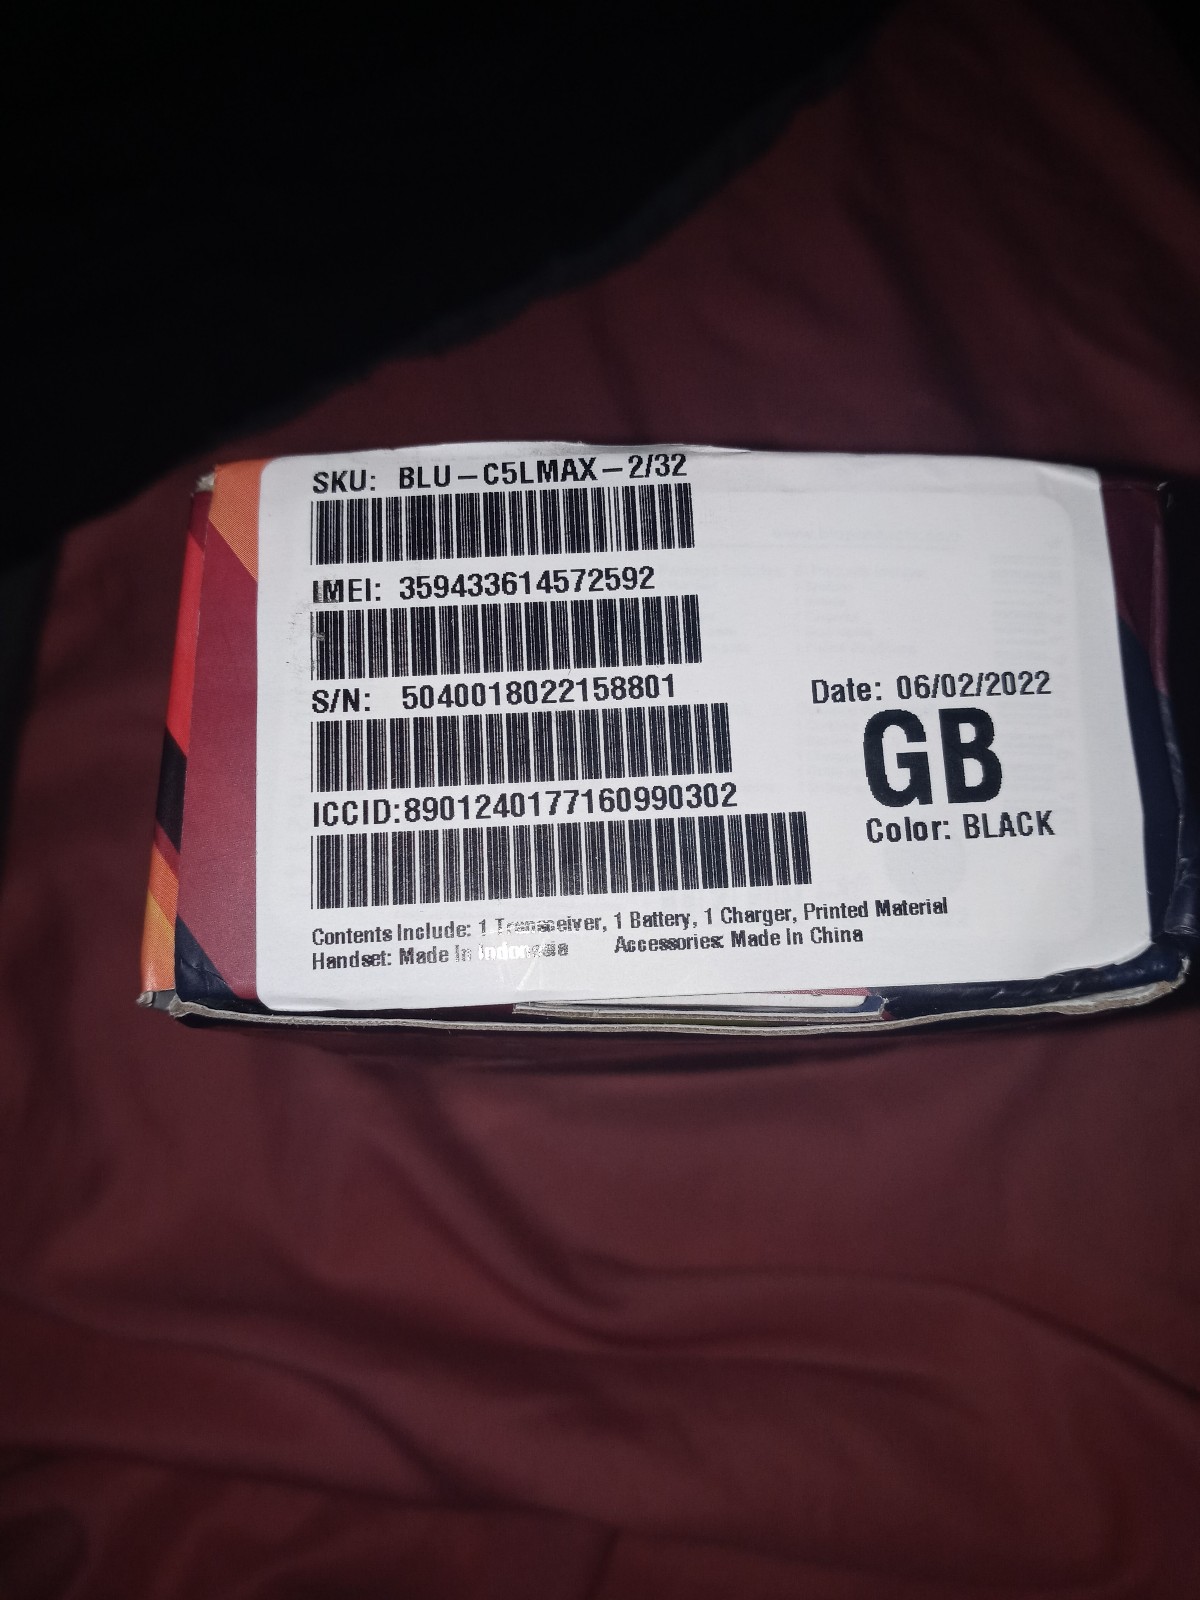 SKU: BLU-C5LMAX-2/32
IMEI: 359433614572592
S/N: 5040018022158801
Date: 06/02/2022
GB
ICCID:8901240177160990302
Color: BLACK
Contents Include: 1 Transceiver, 1 Battery, 1 Charger, Printed Material
Handset: Made In Indonesia Accessories: Made In China